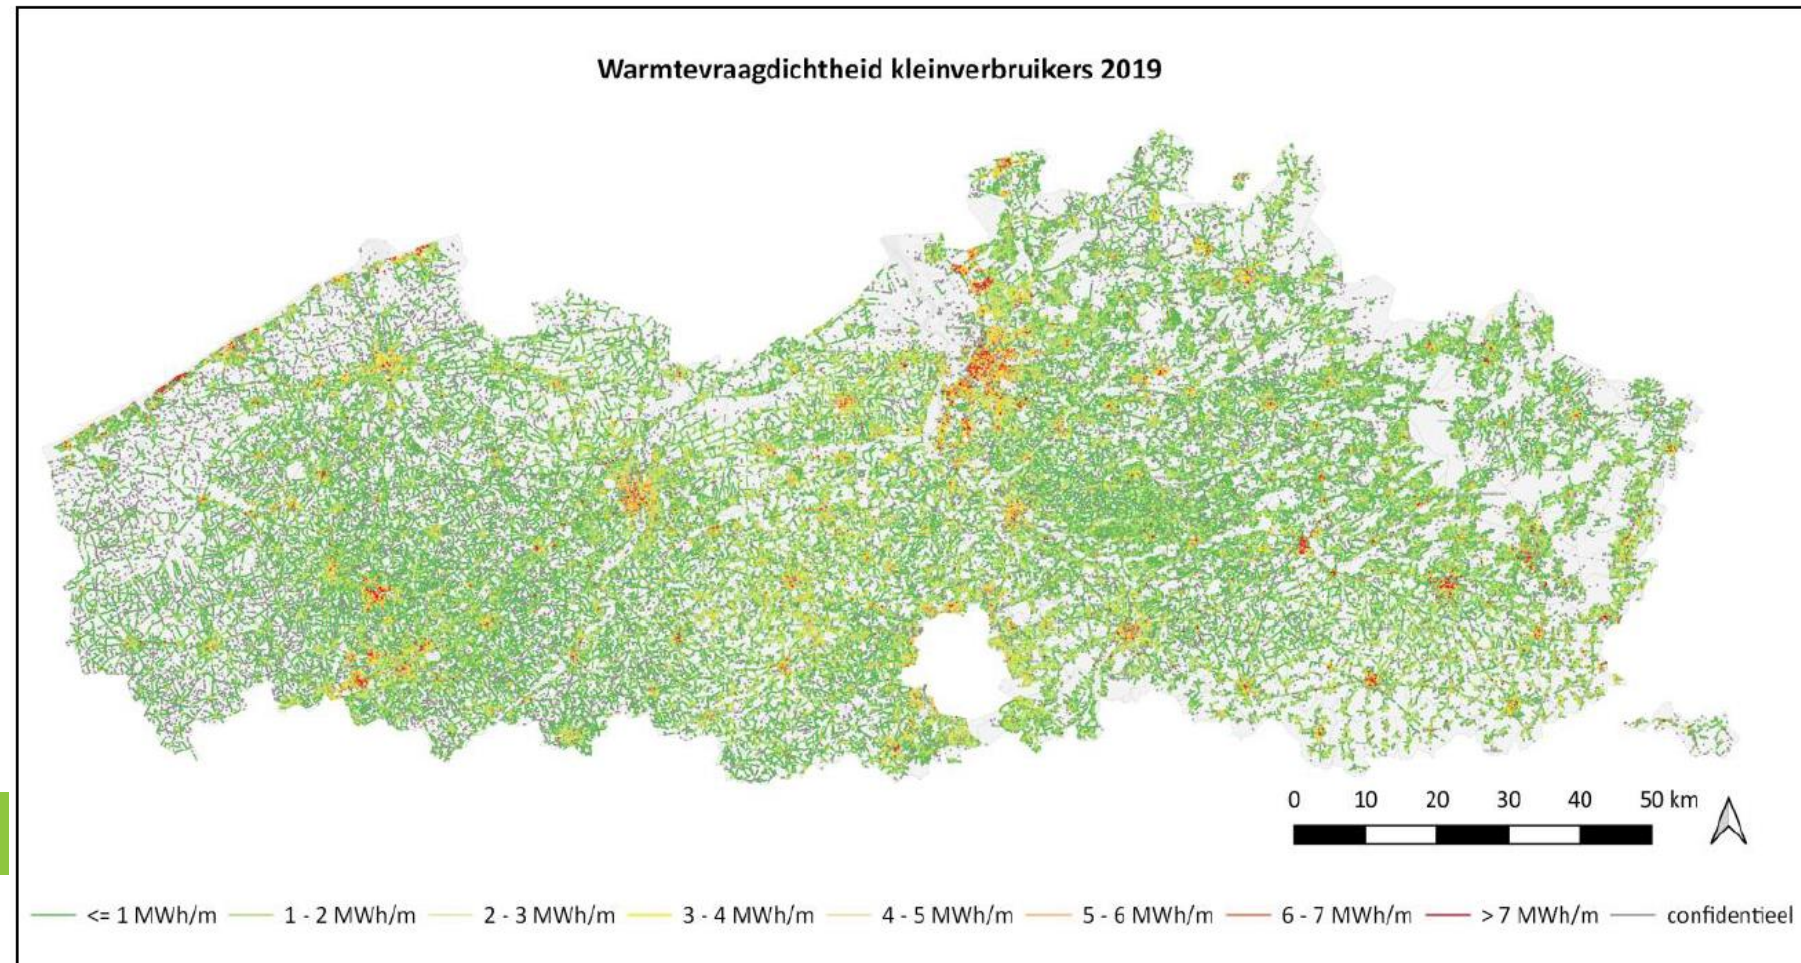 Warmtevraagdichtheid kleinverbruikers 2019
0 10 20 30 40 50 km
<= 1 MWh/m 1 - 2 MWh/m 2 - 3 MWh/m 3 - 4 MWh/m 4 - 5 MWh/m 5 - 6 MWh/m 6 - 7 MWh/m > 7 MWh/m confidentieel